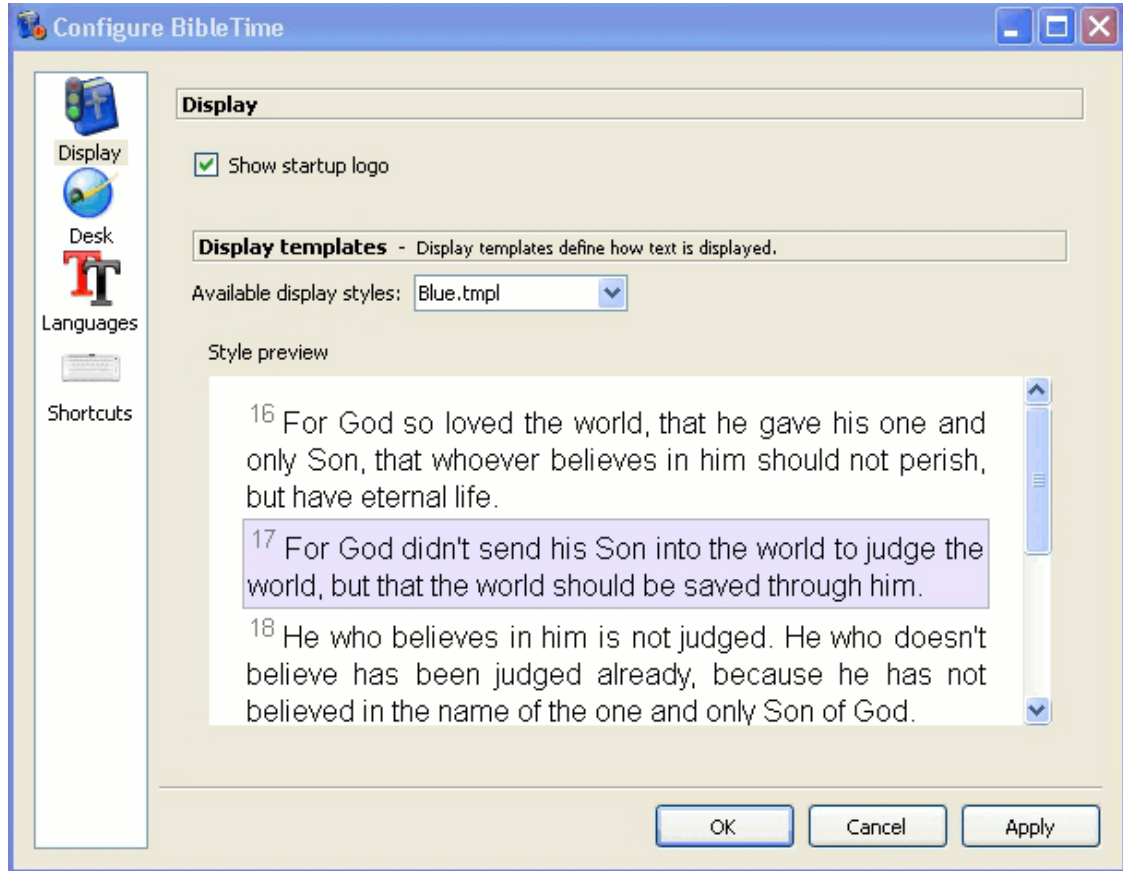 Configure BibleTime
Display
Desk
Languages
Shortcuts
Display
Show startup logo
Display templates - Display templates define how text is displayed.
Available display styles: Blue.tmpl
Style preview
16 For God so loved the world, that he gave his one and
only Son, that whoever believes in him should not perish,
but have eternal life.
17 For God didn't send his Son into the world to judge the
world, but that the world should be saved through him.
18 He who believes in him is not judged. He who doesn't
believe has been judged already, because he has not
believed in the name of the one and only Son of God.
OK Cancel Apply